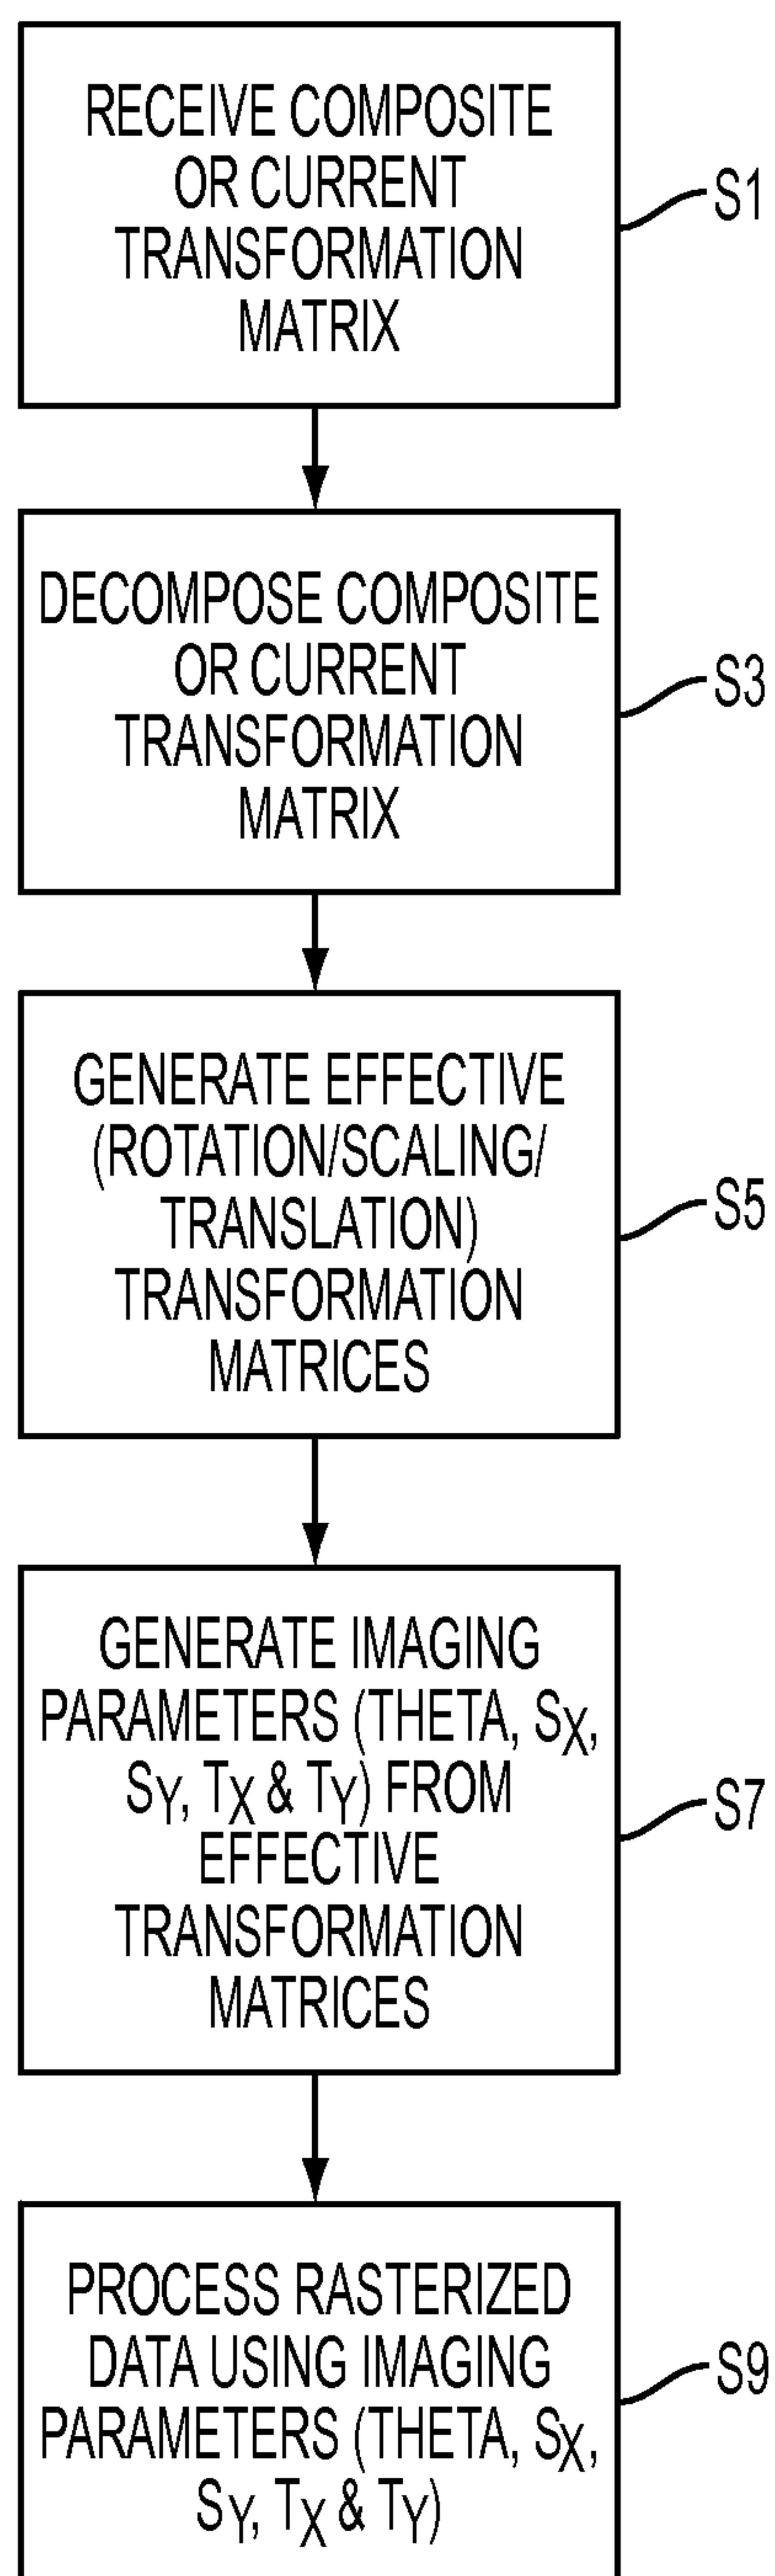 RECEIVE COMPOSITE
OR CURRENT
TRANSFORMATION
MATRIX
S1
DECOMPOSE COMPOSITE
OR CURRENT
TRANSFORMATION
MATRIX
S3
GENERATE EFFECTIVE
(ROTATION/SCALING/
TRANSLATION)
TRANSFORMATION
MATRICES
S5
GENERATE IMAGING
PARAMETERS (THETA, SX,
SY, TX & TY) FROM
EFFECTIVE
TRANSFORMATION
MATRICES
S7
PROCESS RASTERIZED
DATA USING IMAGING
PARAMETERS (THETA, SX,
SY, TX & TY)
S9